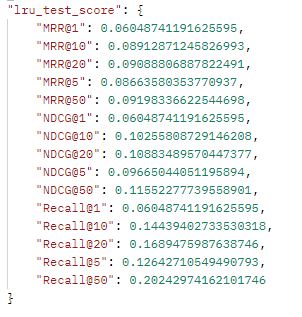 "lru_test_score": {
"MRR@1": 0.06048741191625595,
"MRR@10": 0.08912871245826993,
"MRR@20": 0.09088806887822491,
"MRR@5": 0.08663580353770937,
"MRR@50": 0.09198336622544698,
"NDCG@1": 0.06048741191625595,
"NDCG@10": 0.10255808729146208,
"NDCG@20": 0.10883489570447377,
"NDCG@5": 0.09665044051195894,
"NDCG@50": 0.11552277739558901,
"Recall@1": 0.06048741191625595,
"Recall@10": 0.14439402733530318,
"Recall@20": 0.1689475987638746,
"Recall@5": 0.12642710549490793,
"Recall@50": 0.20242974162101746
}